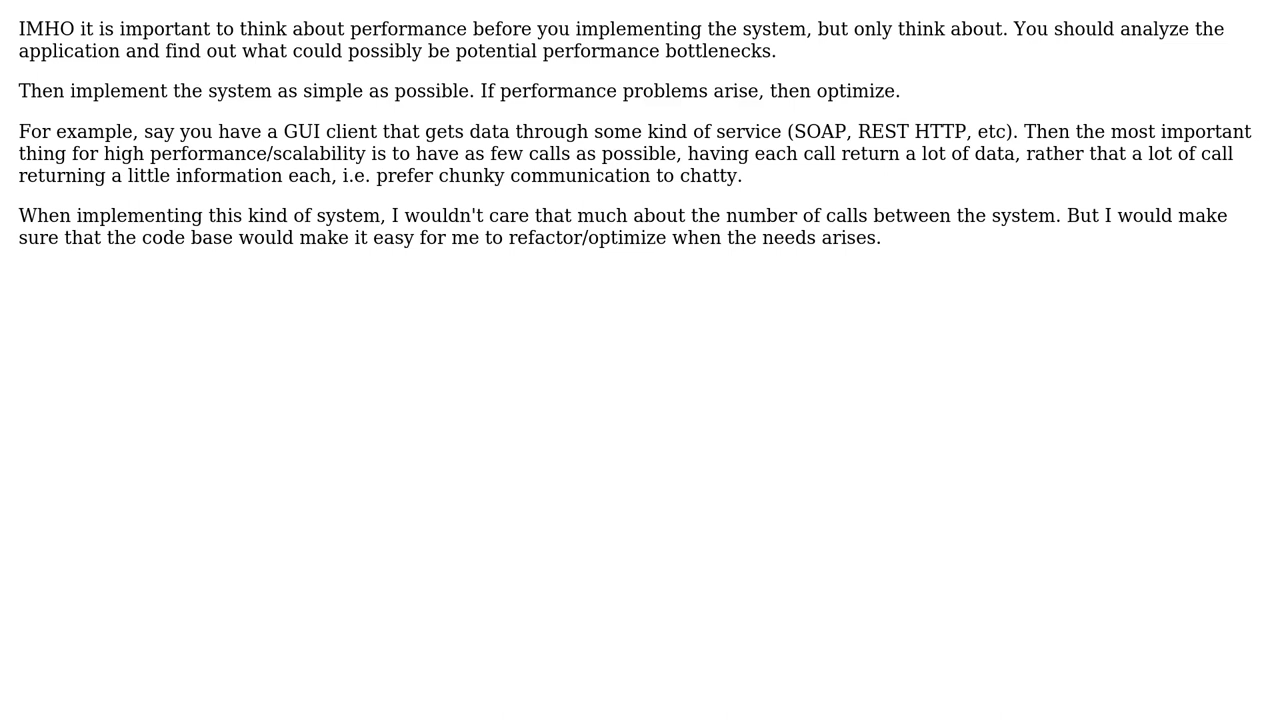 IMHO it is important to think about performance before you implementing the system, but only think about. You should analyze the
application and find out what could possibly be potential performance bottlenecks.
Then implement the system as simple as possible. If performance problems arise, then optimize.
For example, say you have a GUI client that gets data through some kind of service (SOAP, REST HTTP, etc). Then the most important
thing for high performance/scalability is to have as few calls as possible, having each call return a lot of data, rather that a lot of call
returning a little information each, i.e. prefer chunky communication to chatty.
When implementing this kind of system, I wouldn't care that much about the number of calls between the system. But I would make
sure that the code base would make it easy for me to refactor/optimize when the needs arises.